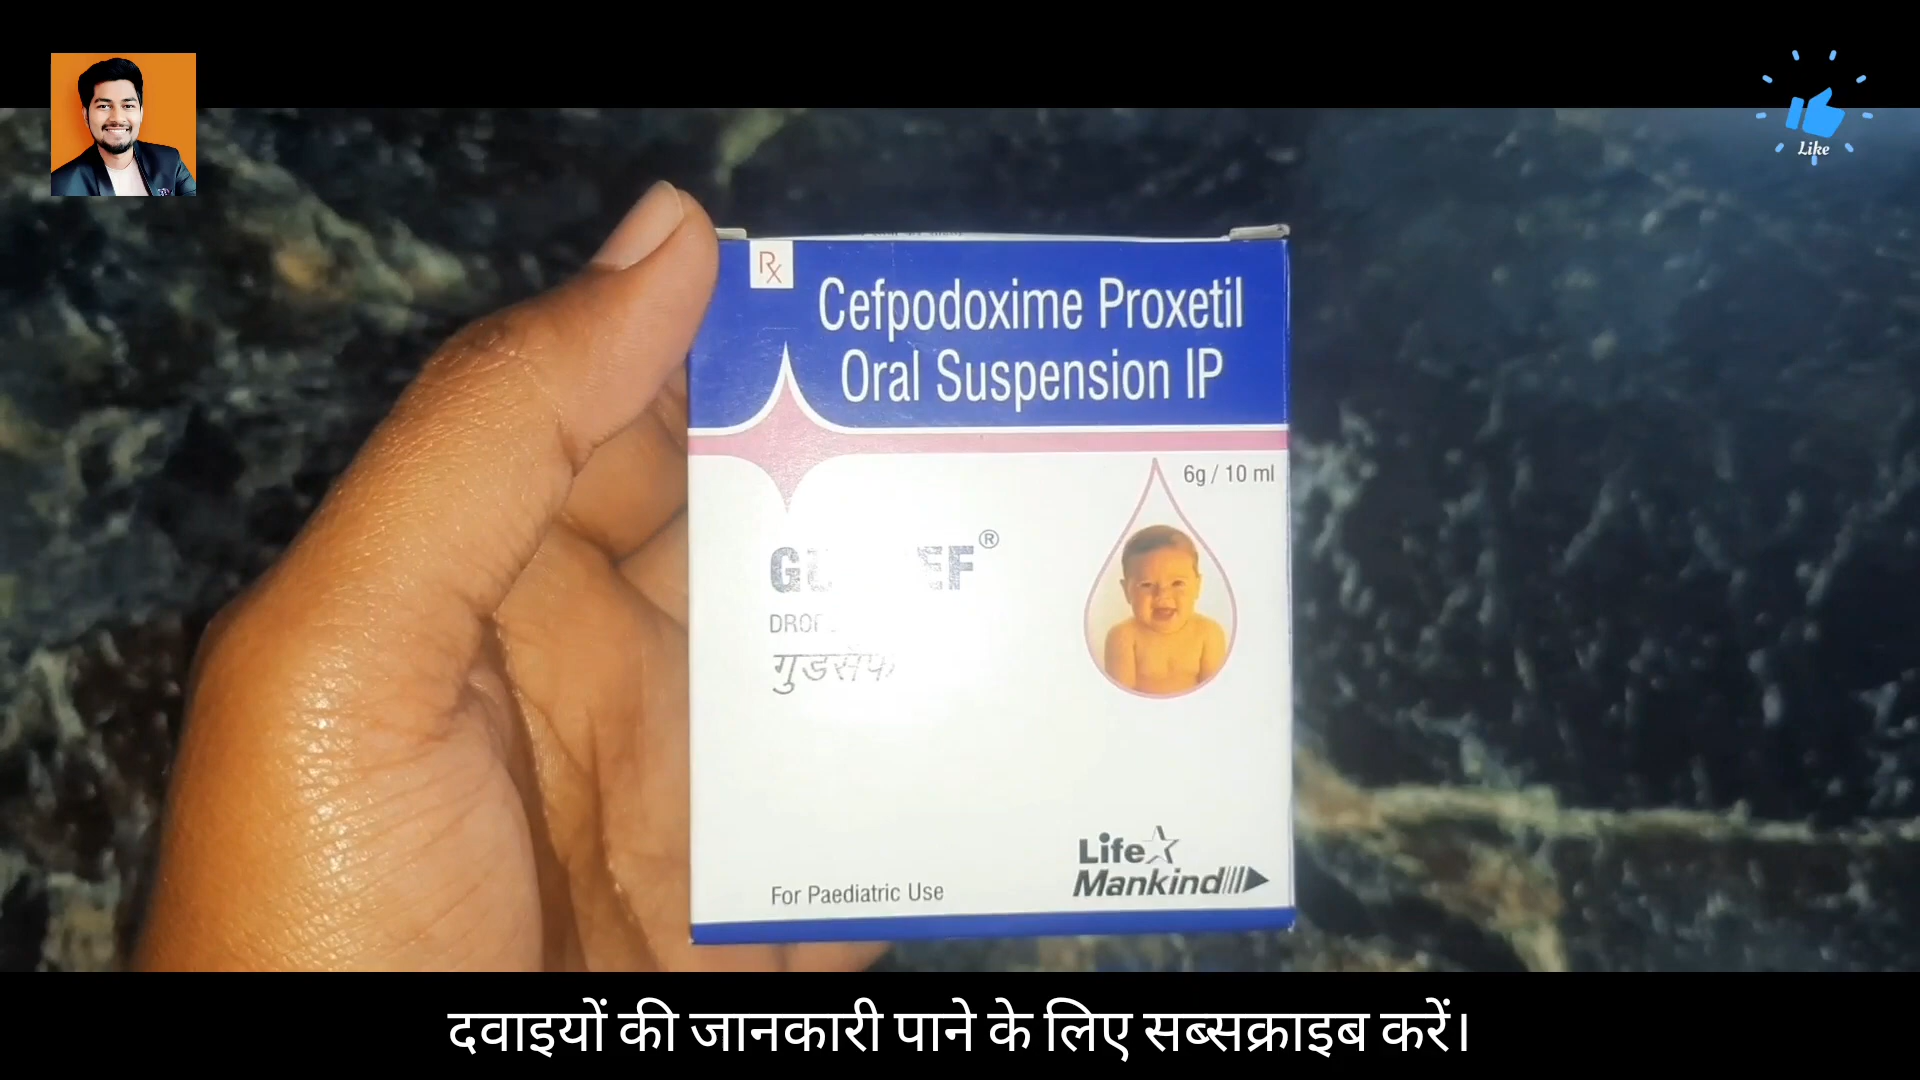 Like
Rx
Cefpodoxime Proxetil
Oral Suspension IP
6g / 10 ml
®
For Paediatric Use
Life
Mankind
दवाइयों की जानकारी पाने के लिए सब्सक्राइब करें।